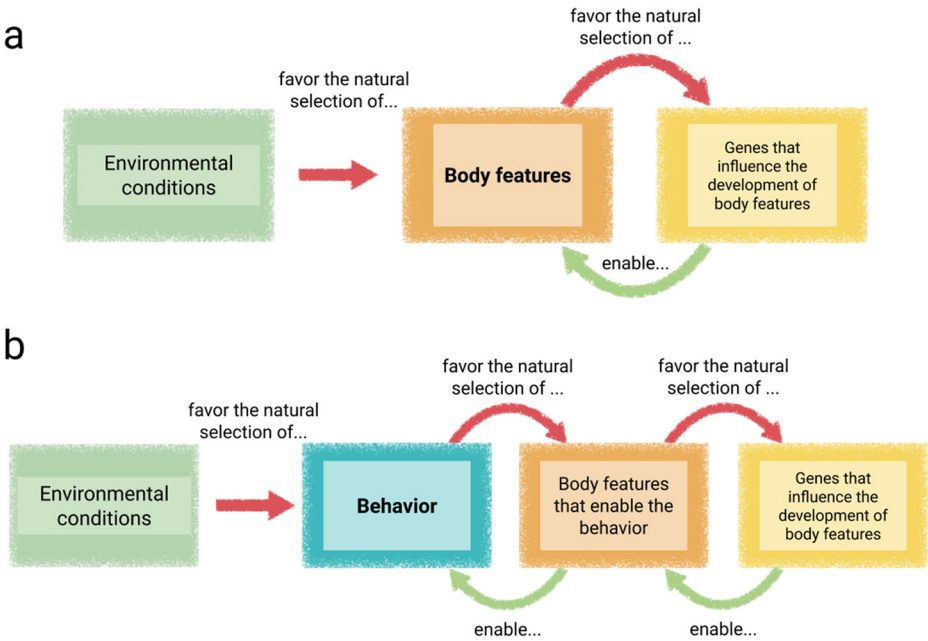 a
favor the natural
selection of ...
favor the natural
selection of...
Environmental
conditions
Body features
Genes that
influence the
development of
body features
enable...
b
favor the natural
selection of ...
favor the natural
selection of ...
favor the natural
selection of...
Environmental
conditions
Behavior
Body features
that enable the
behavior
Genes that
influence the
development of
body features
enable...
enable...